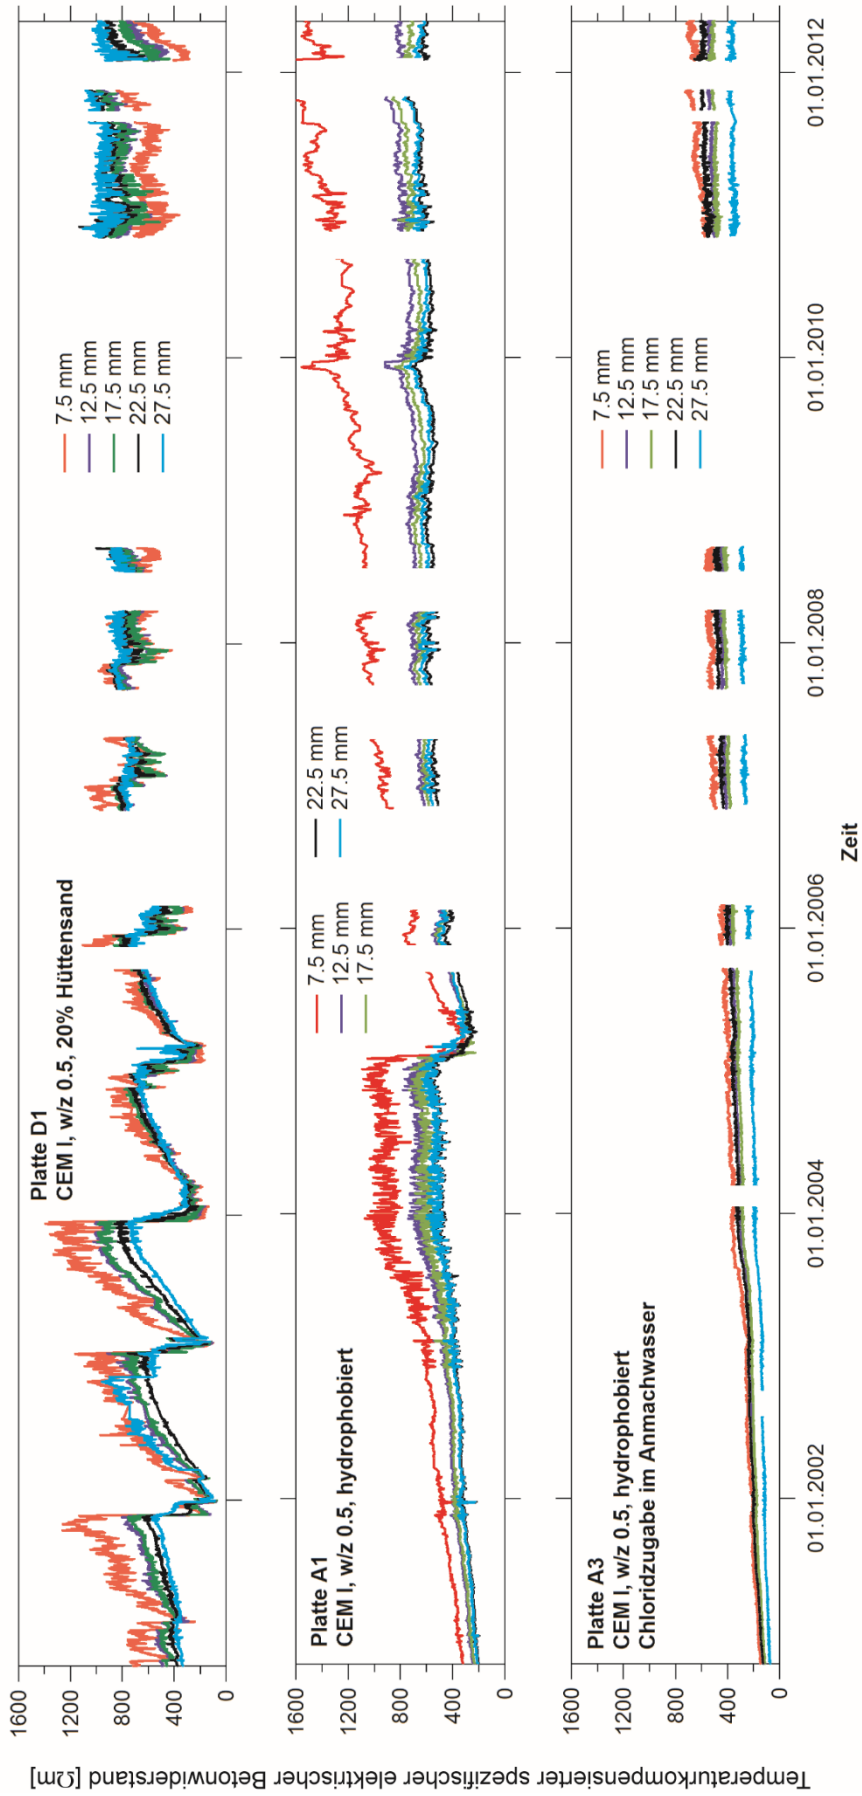 Temperaturkompensierter spezifischer elektrischer Betonwiderstand [Ωm]
1600
1200
800
400
0
Platte D1
CEM I, w/z 0.5, 20% Hüttensand
7.5 mm
12.5 mm
17.5 mm
22.5 mm
27.5 mm
1600
1200
800
400
0
Platte A1
CEM I, w/z 0.5, hydrophobiert
7.5 mm
12.5 mm
17.5 mm
22.5 mm
27.5 mm
1600
1200
800
400
0
Platte A3
CEM I, w/z 0.5, hydrophobiert
Chloridzugabe im Anmachwasser
7.5 mm
12.5 mm
17.5 mm
22.5 mm
27.5 mm
01.01.2002
01.01.2004
01.01.2006
01.01.2008
01.01.2010
01.01.2012
Zeit